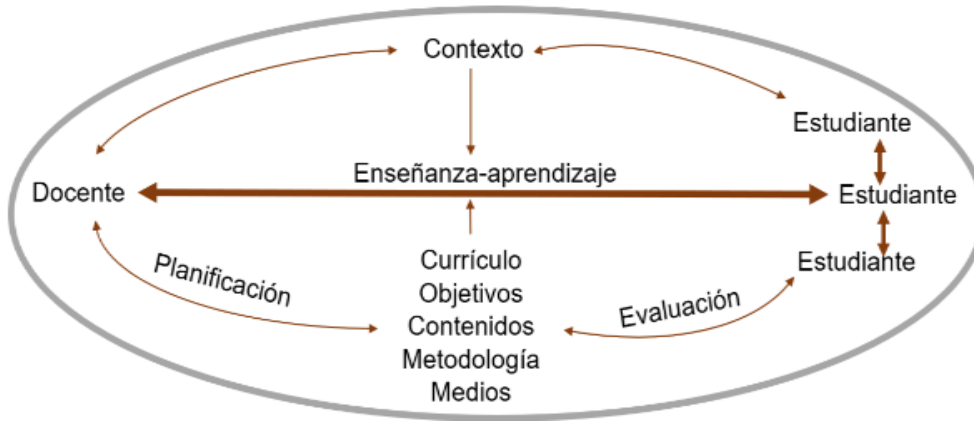 Contexto
Estudiante
Enseñanza-aprendizaje
Docente
Estudiante
Planificación
Currículo
Objetivos
Contenidos
Metodología
Medios
Evaluación
Estudiante